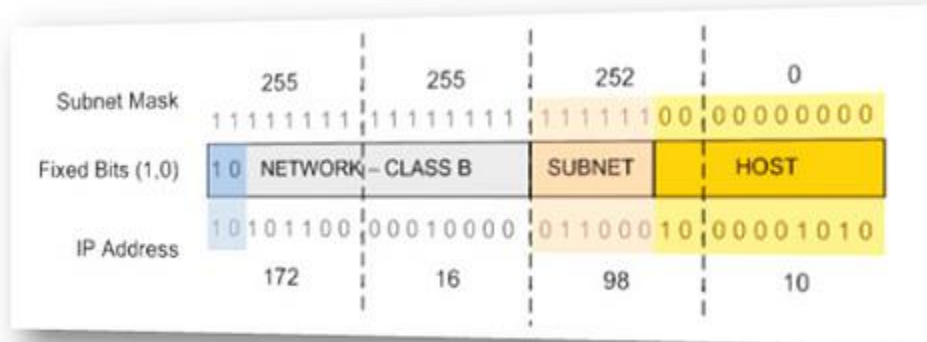 255 255 252 0
Subnet Mask
11111111 11111111 11111100 00000000
Fixed Bits (1,0) 10 NETWORK – CLASS B SUBNET HOST
10101100 00010000 01100010 00001010
IP Address
172 16 98 10